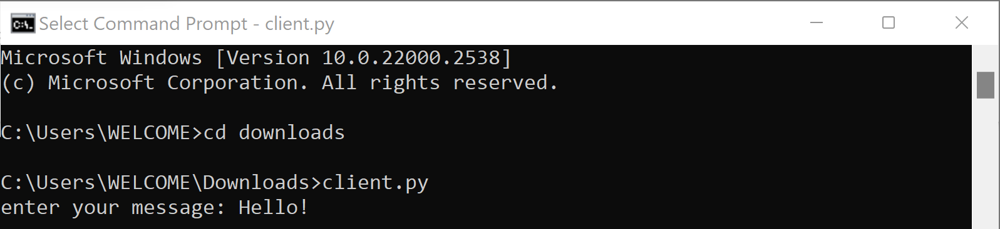 Select Command Prompt - client.py
Microsoft Windows [Version 10.0.22000.2538]
(c) Microsoft Corporation. All rights reserved.
C:\Users\WELCOME>cd downloads
C:\Users\WELCOME\Downloads>client.py
enter your message: Hello!